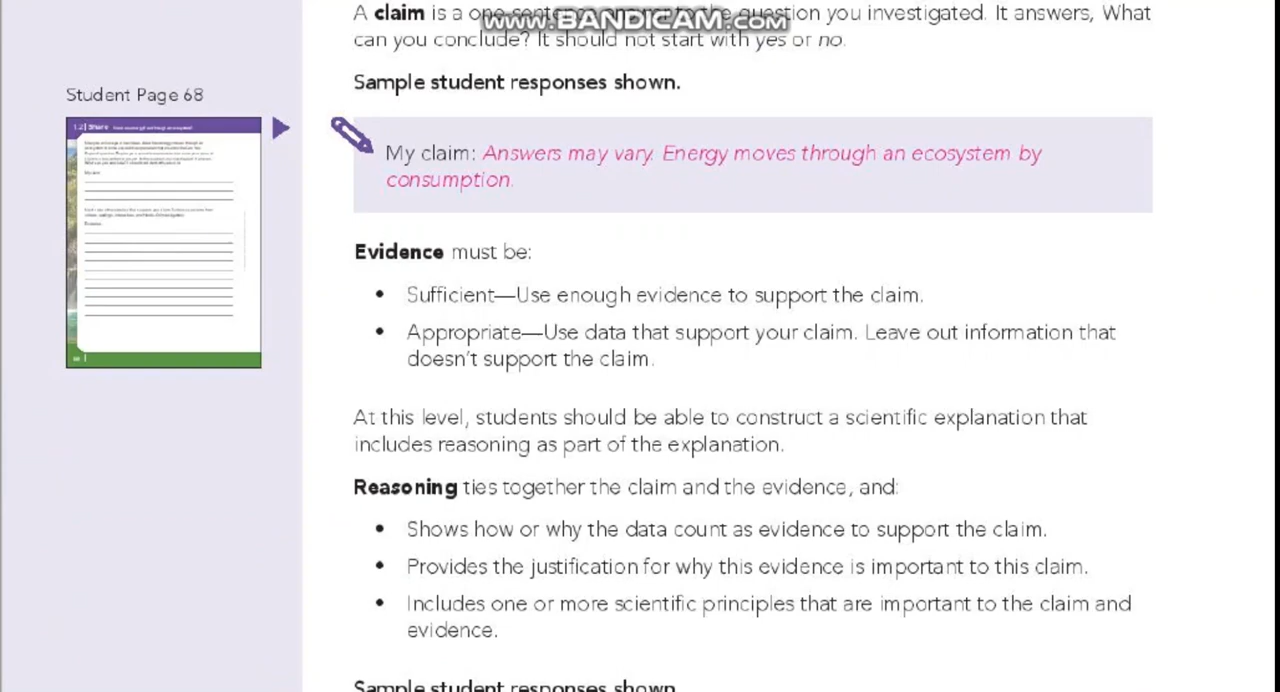 A claim is a one-sentence answer to the question you investigated. It answers, What
www.BANDICAM.com
can you conclude? It should not start with yes or no.
Student Page 68
Sample student responses shown.
My claim: Answers may vary. Energy moves through an ecosystem by
consumption.
Evidence must be:
• Sufficient—Use enough evidence to support the claim.
• Appropriate—Use data that support your claim. Leave out information that
doesn't support the claim.
At this level, students should be able to construct a scientific explanation that
includes reasoning as part of the explanation.
Reasoning ties together the claim and the evidence, and:
• Shows how or why the data count as evidence to support the claim.
• Provides the justification for why this evidence is important to this claim.
• Includes one or more scientific principles that are important to the claim and
evidence.
Sample student responses shown.